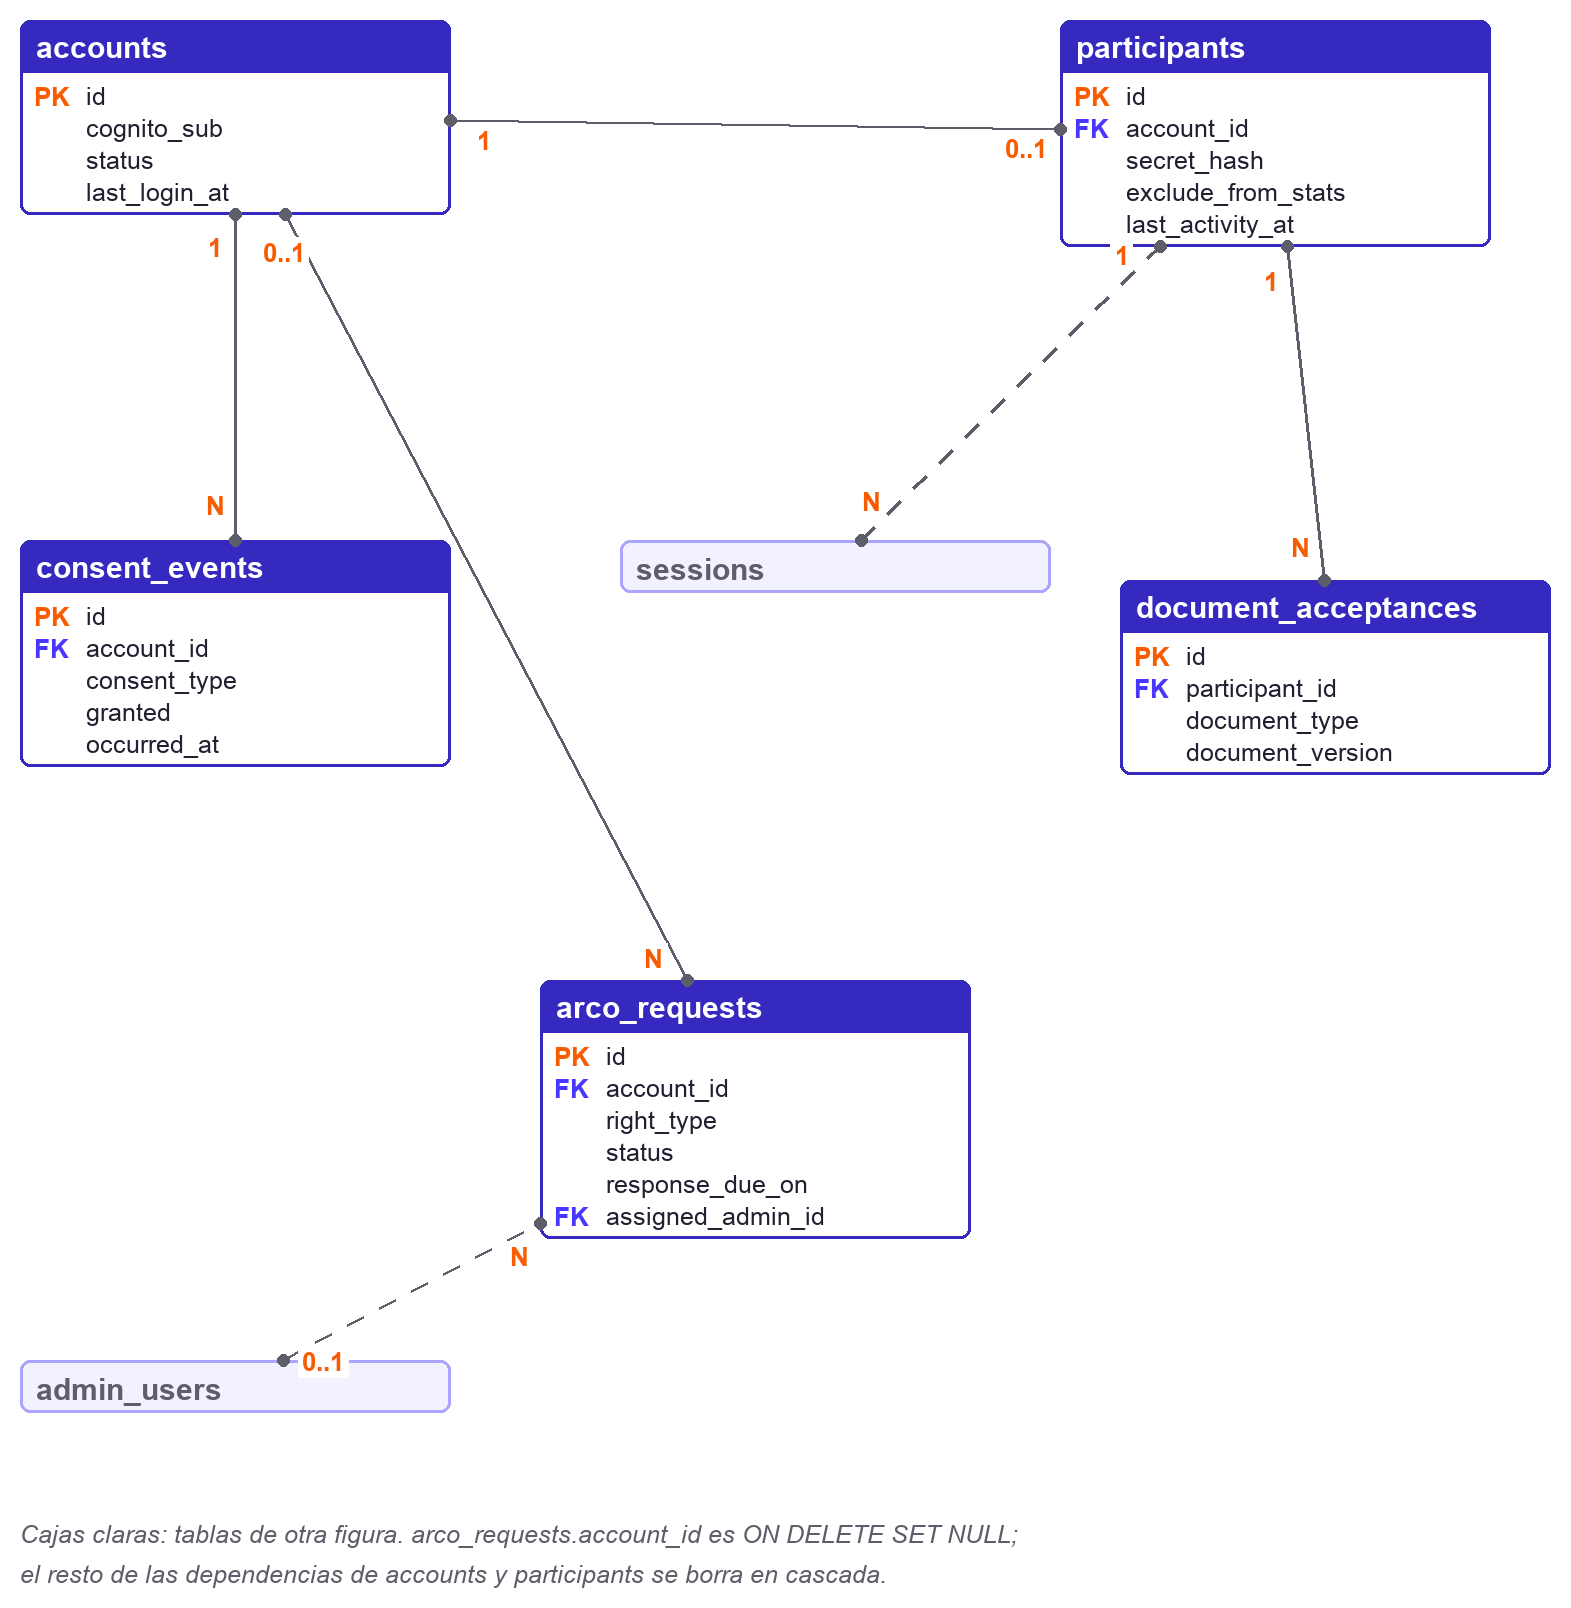 accounts
PK id
cognito_sub
status
last_login_at
participants
PK id
FK account_id
secret_hash
exclude_from_stats
last_activity_at
1
0..1
1
0..1
1
1
N
N
N
consent_events
PK id
FK account_id
consent_type
granted
occurred_at
sessions
document_acceptances
PK id
FK participant_id
document_type
document_version
N
arco_requests
PK id
FK account_id
right_type
status
response_due_on
FK assigned_admin_id
N
0..1
admin_users
Cajas claras: tablas de otra figura. arco_requests.account_id es ON DELETE SET NULL;
el resto de las dependencias de accounts y participants se borra en cascada.